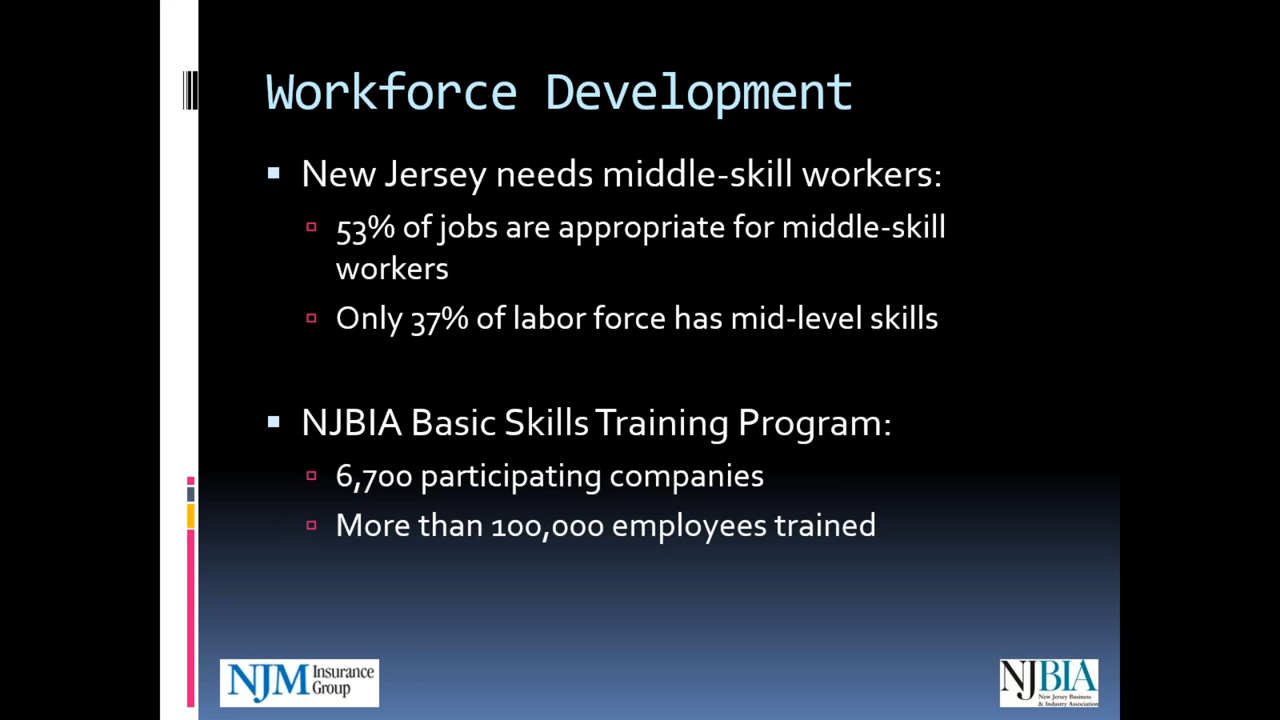 Workforce Development
New Jersey needs middle-skill workers:
53% of jobs are appropriate for middle-skill
workers
Only 37% of labor force has mid-level skills
NJBIA Basic Skills Training Program:
6,700 participating companies
More than 100,000 employees trained
NJM Insurance
Group
NJBIA
New Jersey Business
& Industry Association